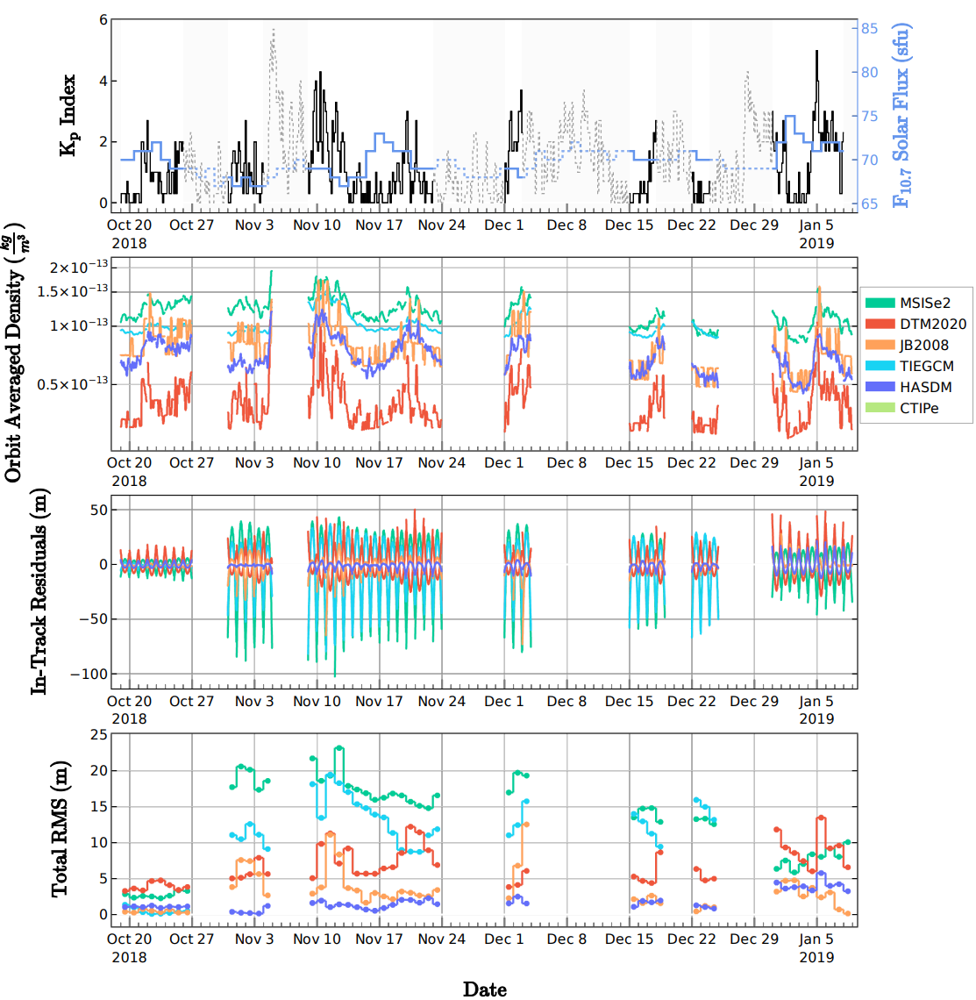 6
4
2
0
K_p Index
85
80
75
70
65
F_10.7 Solar Flux (sfu)
Oct 20 Oct 27 Nov 3 Nov 10 Nov 17 Nov 24 Dec 1 Dec 8 Dec 15 Dec 22 Dec 29 Jan 5
2018 2019
Orbit Averaged Density (kg/m³)
2×10⁻¹³
1.5×10⁻¹³
1×10⁻¹³
0.5×10⁻¹³
MSISe2
DTM2020
JB2008
TIEGCM
HASDM
CTIPe
Oct 20 Oct 27 Nov 3 Nov 10 Nov 17 Nov 24 Dec 1 Dec 8 Dec 15 Dec 22 Dec 29 Jan 5
2018 2019
In-Track Residuals (m)
50
0
−50
−100
Oct 20 Oct 27 Nov 3 Nov 10 Nov 17 Nov 24 Dec 1 Dec 8 Dec 15 Dec 22 Dec 29 Jan 5
2018 2019
Total RMS (m)
25
20
15
10
5
0
Oct 20 Oct 27 Nov 3 Nov 10 Nov 17 Nov 24 Dec 1 Dec 8 Dec 15 Dec 22 Dec 29 Jan 5
2018 2019
Date